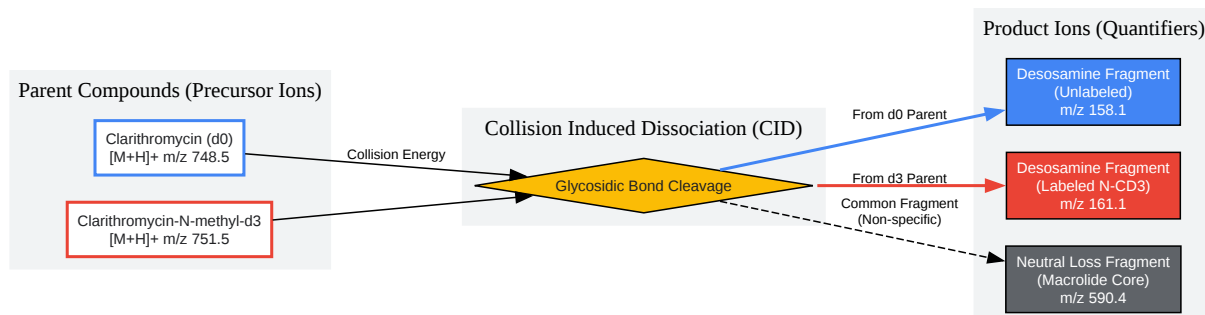 Parent Compounds (Precursor Ions)
Clarithromycin (d0)
[M+H]+ m/z 748.5
Clarithromycin-N-methyl-d3
[M+H]+ m/z 751.5
Collision Energy
Collision Induced Dissociation (CID)
Glycosidic Bond Cleavage
From d0 Parent
From d3 Parent
Common Fragment
(Non-specific)
Product Ions (Quantifiers)
Desosamine Fragment
(Unlabeled)
m/z 158.1
Desosamine Fragment
(Labeled N-CD3)
m/z 161.1
Neutral Loss Fragment
(Macrolide Core)
m/z 590.4